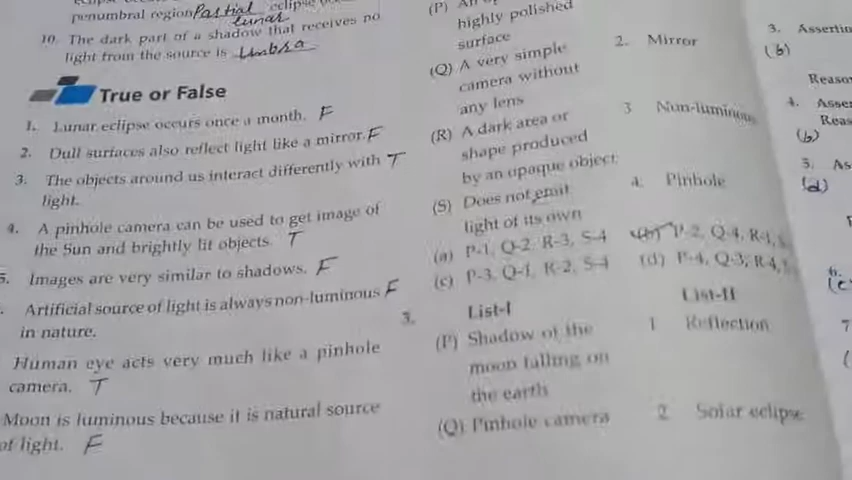 penumbral region Partial eclipse
lunar
10. The dark part of a shadow that receives no
light from the source is Umbra
True or False
1. Lunar eclipse occurs once a month. F
2. Dull surfaces also reflect light like a mirror. F
3. The objects around us interact differently with T
light.
4. A pinhole camera can be used to get image of
the Sun and brightly lit objects. T
5. Images are very similar to shadows. F
Artificial source of light is always non-luminous F
in nature.
Human eye acts very much like a pinhole
camera. T
Moon is luminous because it is natural source
of light. F
(P)
highly polished
surface
(Q) A very simple
camera without
any lens
(R) A dark area or
shape produced
by an opaque object
(S) Does not emit
light of its own
2. Mirror
3 Non-luminous
4. Pinhole
(a) P-1, Q-2, R-3, S-4
(b) P-2, Q-4, R-1,
(c) P-3, Q-1, R-2, S-4
(d) P-4, Q-3, R-4,
3. List-I
List-II
(P) Shadow of the
moon falling on
the earth
1 Reflection
(Q) Pinhole camera
2 Solar eclipse
3. Assertio
(b)
Reaso
4. Asse
Reas
(b)
5. As
(d)
6.
(c
7